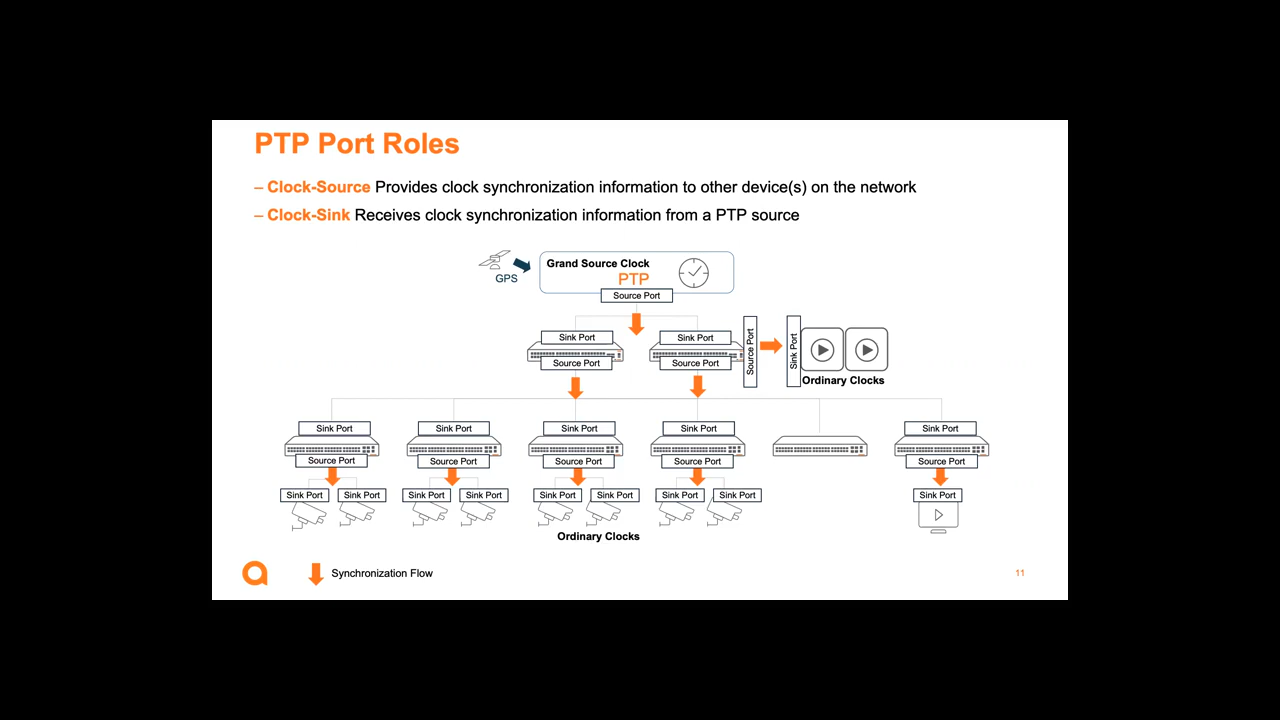 PTP Port Roles
– Clock-Source Provides clock synchronization information to other device(s) on the network
– Clock-Sink Receives clock synchronization information from a PTP source
GPS
Grand Source Clock
PTP
Source Port
Sink Port
Sink Port
Source Port
Source Port
Source Port
Sink Port
Ordinary Clocks
Sink Port
Sink Port
Sink Port
Sink Port
Sink Port
Source Port
Source Port
Source Port
Source Port
Source Port
Sink Port
Sink Port
Sink Port
Sink Port
Sink Port
Sink Port
Sink Port
Sink Port
Sink Port
Ordinary Clocks
Synchronization Flow
11